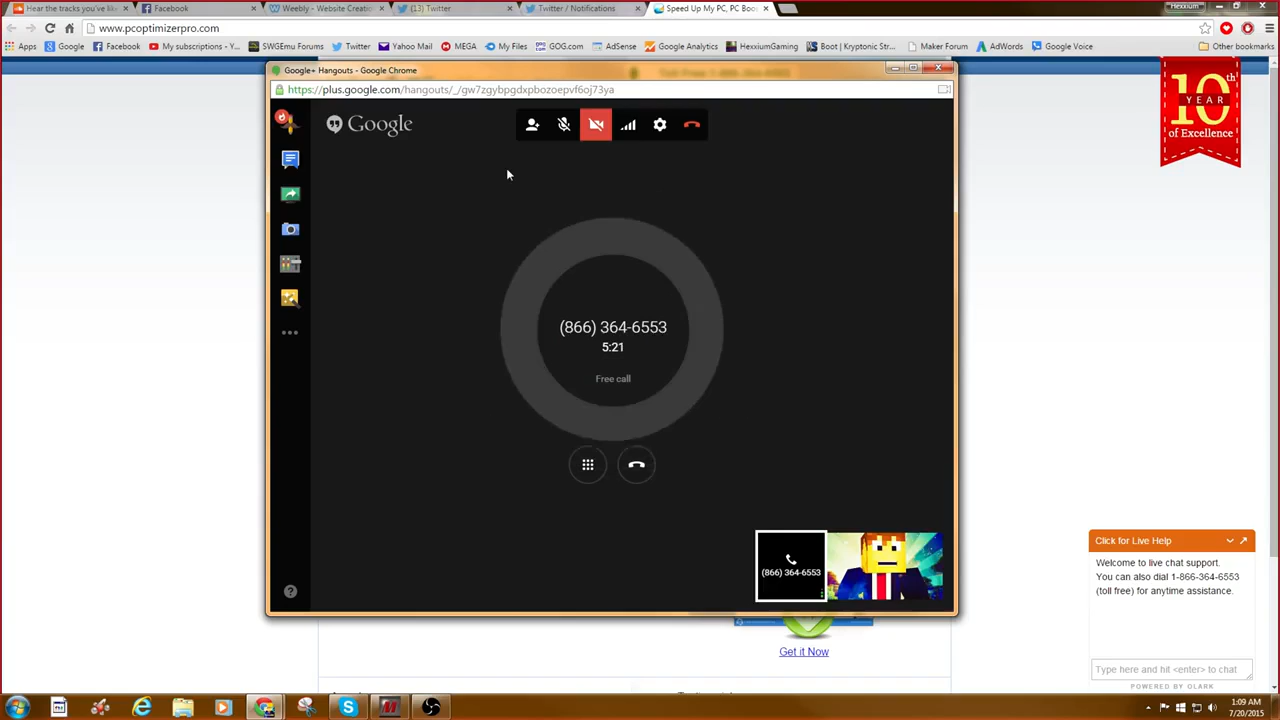 Hear the tracks you've like
Facebook
Weebly - Website Creatio
(13) Twitter
Twitter / Notifications
Speed Up My PC, PC Boo
Hexxium
www.pcoptimizerpro.com
Apps
Google
Facebook
My subscriptions - Y...
SWGEmu Forums
Twitter
Yahoo Mail
MEGA
My Files
GOG.com
AdSense
Google Analytics
HexxiumGaming
Boot | Kryptonic Str...
Maker Forum
AdWords
Google Voice
Other bookmarks
Google+ Hangouts - Google Chrome
https://plus.google.com/hangouts/_/gw7zgybpgdxpbozoepvf6oj73ya
Google
10th
YEAR
of Excellence
(866) 364-6553
5:21
Free call
(866) 364-6553
Click for Live Help
Welcome to live chat support.
You can also dial 1-866-364-6553
(toll free) for anytime assistance.
Type here and hit <enter> to chat
POWERED BY OLARK
Get it Now
1:09 AM
7/20/2015